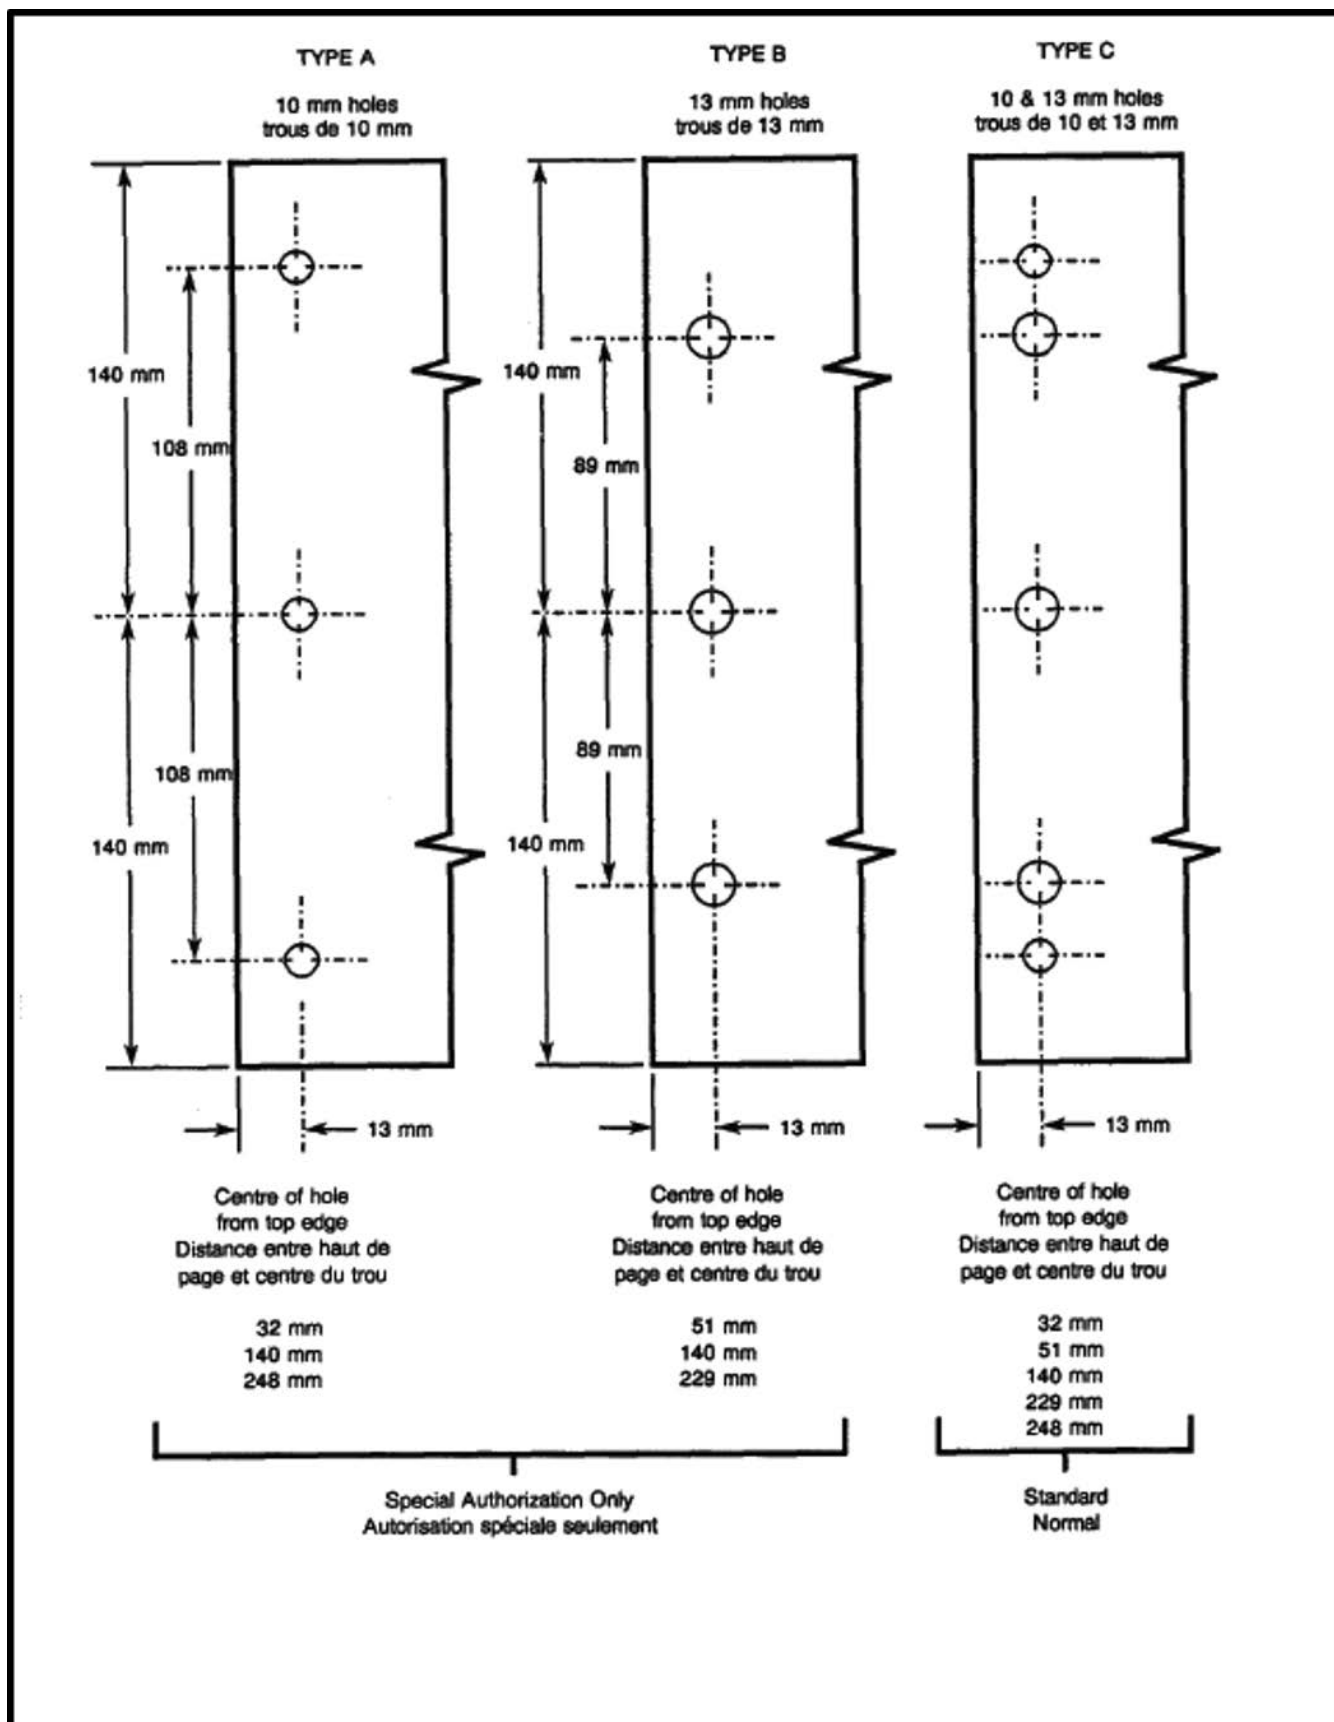 TYPE A
10 mm holes
trous de 10 mm
140 mm
108 mm
108 mm
140 mm
13 mm
Centre of hole
from top edge
Distance entre haut de
page et centre du trou
32 mm
140 mm
248 mm
TYPE B
13 mm holes
trous de 13 mm
140 mm
89 mm
89 mm
140 mm
13 mm
Centre of hole
from top edge
Distance entre haut de
page et centre du trou
51 mm
140 mm
229 mm
Special Authorization Only
Autorisation spéciale seulement
TYPE C
10 & 13 mm holes
trous de 10 et 13 mm
13 mm
Centre of hole
from top edge
Distance entre haut de
page et centre du trou
32 mm
51 mm
140 mm
229 mm
248 mm
Standard
Normal